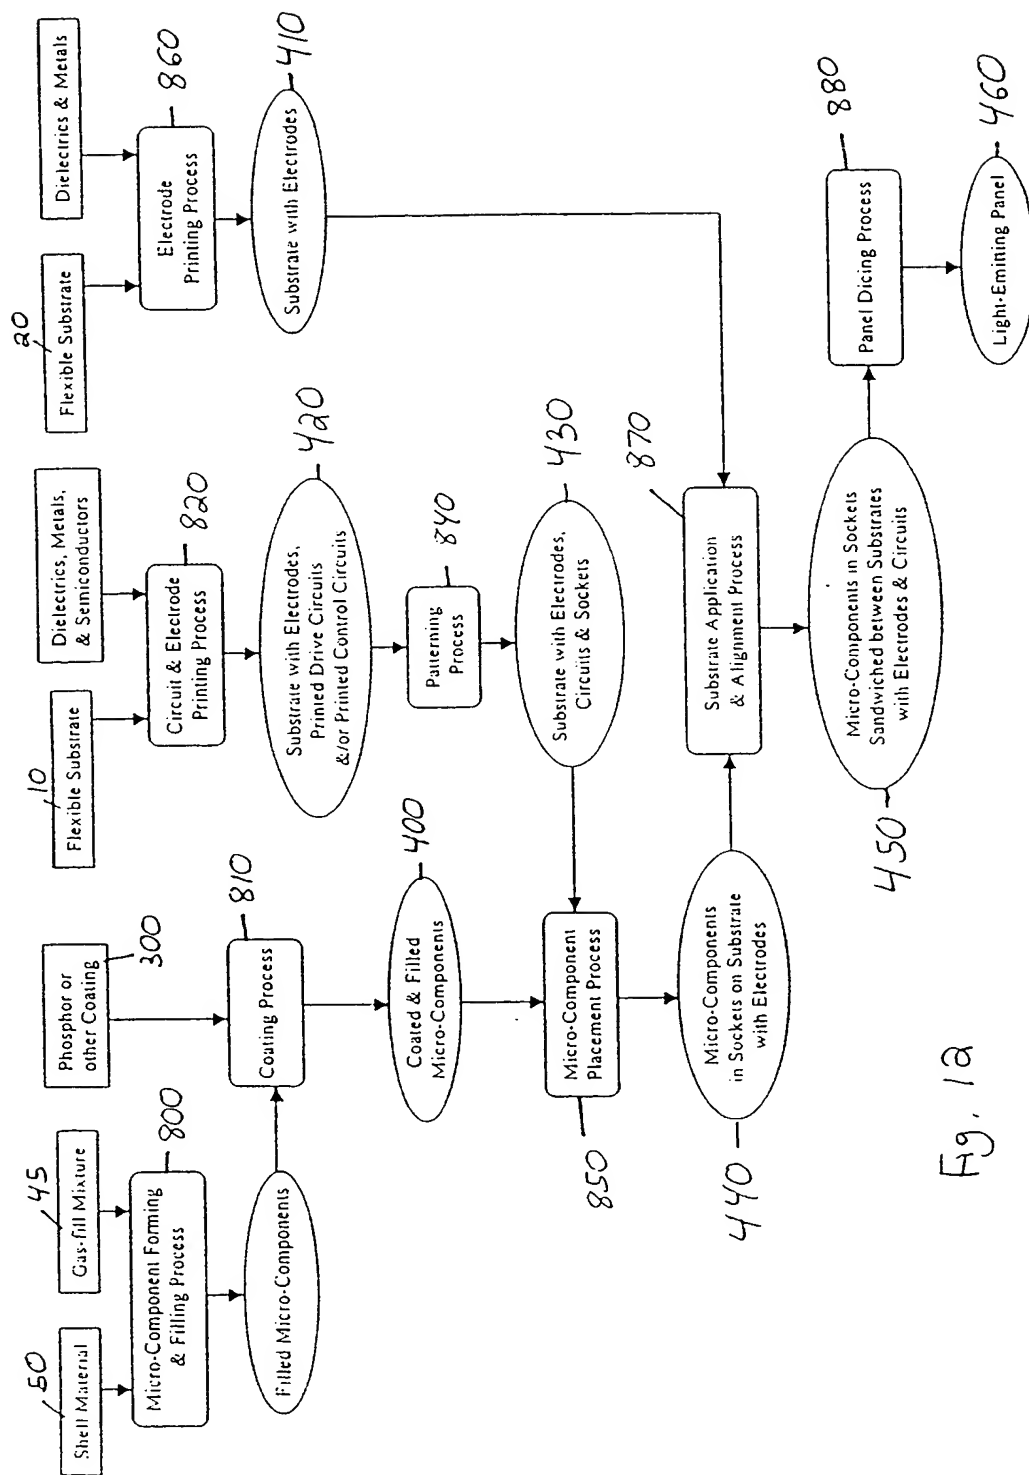 50
Shell Material
45
Gas-fill Mixture
Phosphor or
other Coating
300
10
Flexible Substrate
Dielectrics, Metals,
& Semiconductors
20
Flexible Substrate
Dielectrics & Metals
Micro-Component Forming
& Filling Process
800
Coating Process
810
Circuit & Electrode
Printing Process
820
Electrode
Printing Process
860
Filled Micro-Components
Coated & Filled
Micro-Components
400
Substrate with Electrodes,
Printed Drive Circuits
&/or Printed Control Circuits
420
Substrate with Electrodes
410
Patterning
Process
840
Micro-Component
Placement Process
850
Substrate with Electrodes,
Circuits & Sockets
430
Micro-Components
in Sockets on Substrate
with Electrodes
440
Substrate Application
& Alignment Process
870
Micro-Components in Sockets
Sandwiched between Substrates
with Electrodes & Circuits
450
Panel Dicing Process
880
Light-Emining Panel
460
Fig. 12